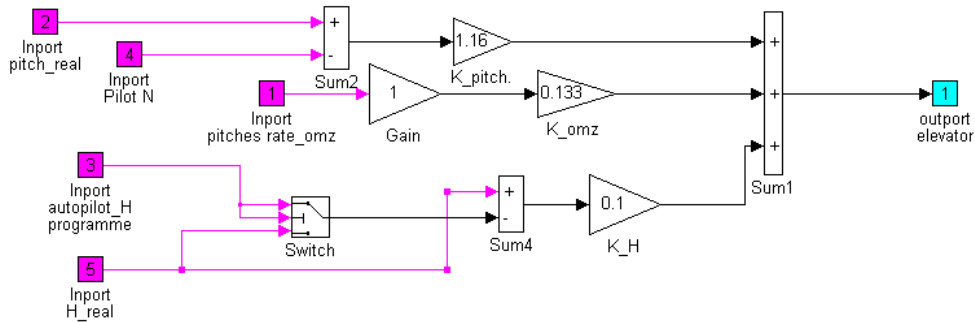 2
Inport
pitch_real
4
Inport
Pilot N
+
-
Sum2
1.16
K_pitch.
1
Inport
pitches rate_omz
1
Gain
0.133
K_omz
+
+
+
Sum1
1
outport
elevator
3
Inport
autopilot_H
programme
Switch
5
Inport
H_real
+
-
Sum4
0.1
K_H